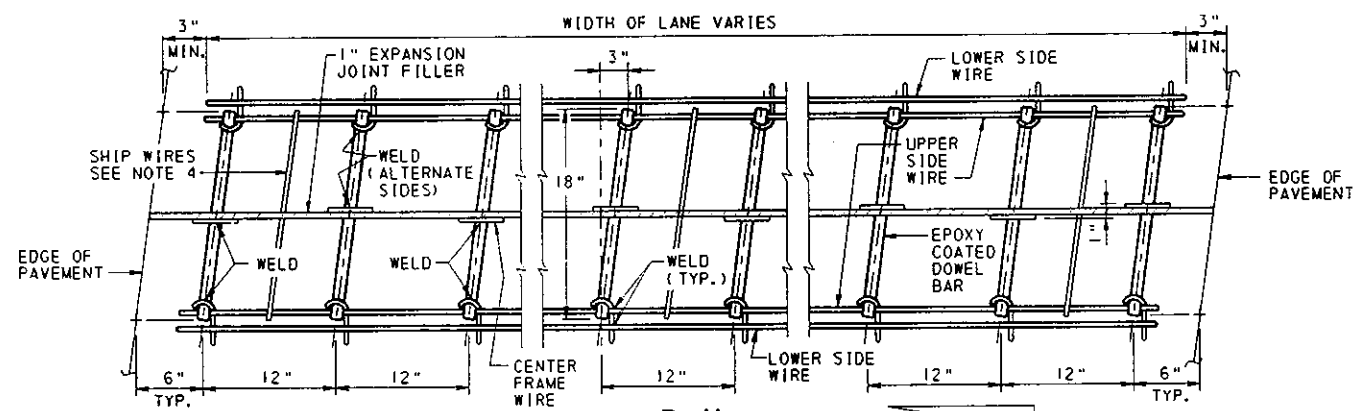 WIDTH OF LANE VARIES
3"
MIN.
3"
MIN.
1" EXPANSION
JOINT FILLER
3"
LOWER SIDE
WIRE
SHIP WIRES
SEE NOTE 4
WELD
(ALTERNATE
SIDES)
18"
UPPER
SIDE
WIRE
EDGE OF
PAVEMENT
EDGE OF
PAVEMENT
WELD
WELD
WELD
(TYP.)
1"
EPOXY
COATED
DOWEL
BAR
6"
TYP.
12"
12"
CENTER
FRAME
WIRE
12"
LOWER SIDE
WIRE
12"
12"
6"
TYP.